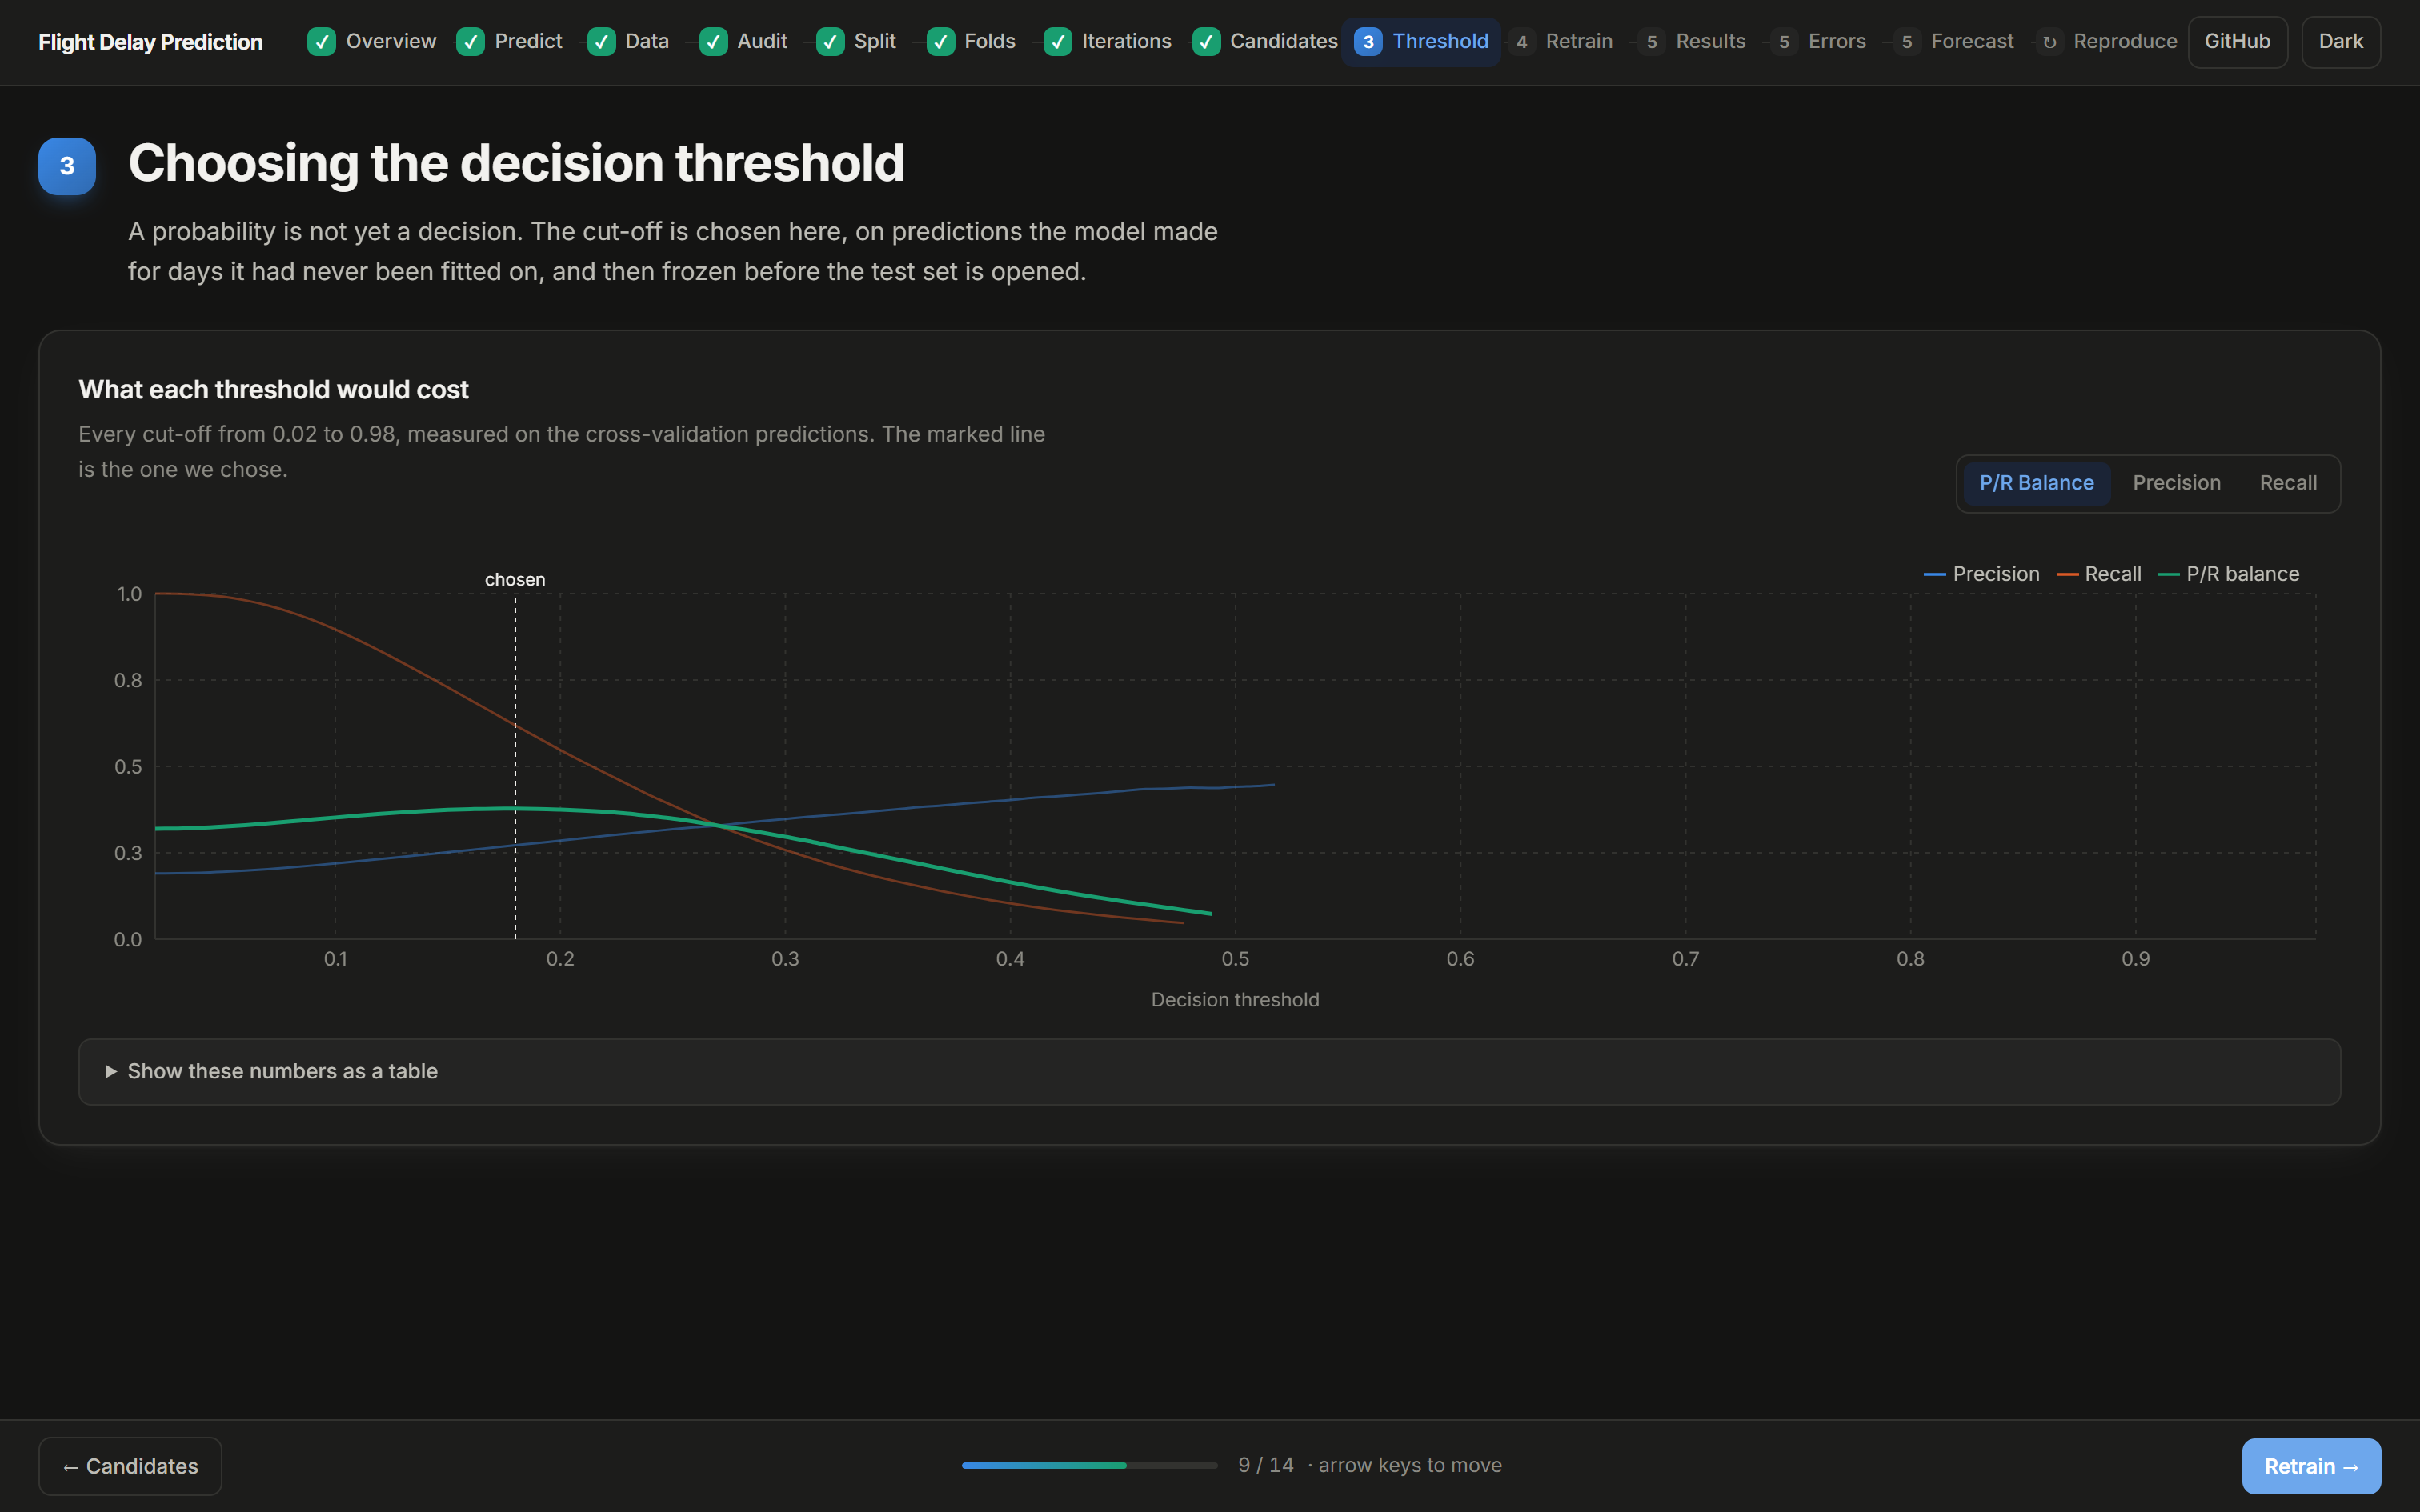 Flight Delay Prediction
✓ Overview
✓ Predict
✓ Data
✓ Audit
✓ Split
✓ Folds
✓ Iterations
✓ Candidates
3 Threshold
4 Retrain
5 Results
5 Errors
5 Forecast
↻ Reproduce
GitHub
Dark
3
Choosing the decision threshold
A probability is not yet a decision. The cut-off is chosen here, on predictions the model made
for days it had never been fitted on, and then frozen before the test set is opened.
What each threshold would cost
Every cut-off from 0.02 to 0.98, measured on the cross-validation predictions. The marked line
is the one we chose.
P/R Balance
Precision
Recall
Precision
Recall
P/R balance
chosen
1.0
0.8
0.5
0.3
0.0
0.1
0.2
0.3
0.4
0.5
0.6
0.7
0.8
0.9
Decision threshold
▶ Show these numbers as a table
← Candidates
9 / 14 · arrow keys to move
Retrain →